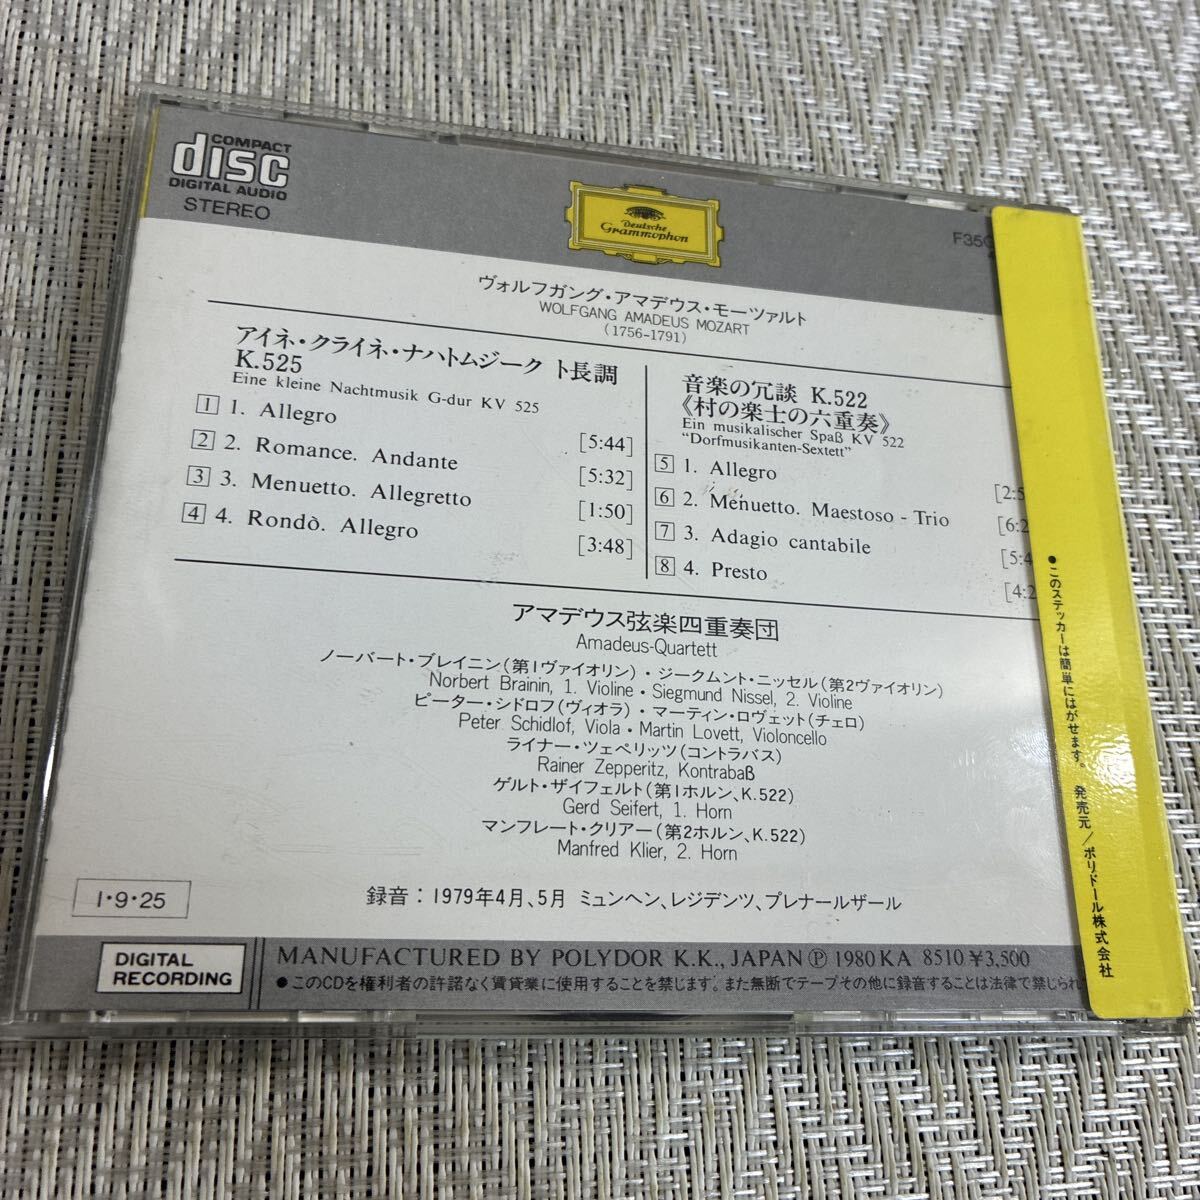 COMPACT
disc
DIGITAL AUDIO
STEREO
Deutsche
Grammophon
ヴォルフガング・アマデウス・モーツァルト
WOLFGANG AMADEUS MOZART
(1756-1791)
アイネ・クライネ・ナハトムジーク ト長調
K.525
Eine kleine Nachtmusik G-dur KV 525
1 1. Allegro [5:44]
2 2. Romance. Andante [5:32]
3 3. Menuetto. Allegretto [1:50]
4 4. Rondò. Allegro [3:48]
音楽の冗談 K.522
《村の楽士の六重奏》
Ein musikalischer Spaß KV 522
"Dorfmusikanten-Sextett"
5 1. Allegro
6 2. Menuetto. Maestoso - Trio
7 3. Adagio cantabile
8 4. Presto
アマデウス弦楽四重奏団
Amadeus-Quartett
ノーバート・ブレイニン(第1ヴァイオリン)・ジークムント・ニッセル(第2ヴァイオリン)
Norbert Brainin, 1. Violine・Siegmund Nissel, 2. Violine
ピーター・シドロフ(ヴィオラ)・マーティン・ロヴェット(チェロ)
Peter Schidlof, Viola・Martin Lovett, Violoncello
ライナー・ツェペリッツ(コントラバス)
Rainer Zepperitz, Kontrabaß
ゲルト・ザイフェルト(第1ホルン、K.522)
Gerd Seifert, 1. Horn
マンフレート・クリアー(第2ホルン、K.522)
Manfred Klier, 2. Horn
録音：1979年4月、5月 ミュンヘン、レジデンツ、プレナールザール
1・9・25
DIGITAL
RECORDING
MANUFACTURED BY POLYDOR K.K., JAPAN Ⓟ 1980 KA 8510 ¥3,500
●このCDを権利者の許諾なく賃貸業に使用することを禁じます。また無断でテープその他に録音することは法律で禁じられ
●このステッカーは簡単にはがせます。 発売元/ポリドール株式会社